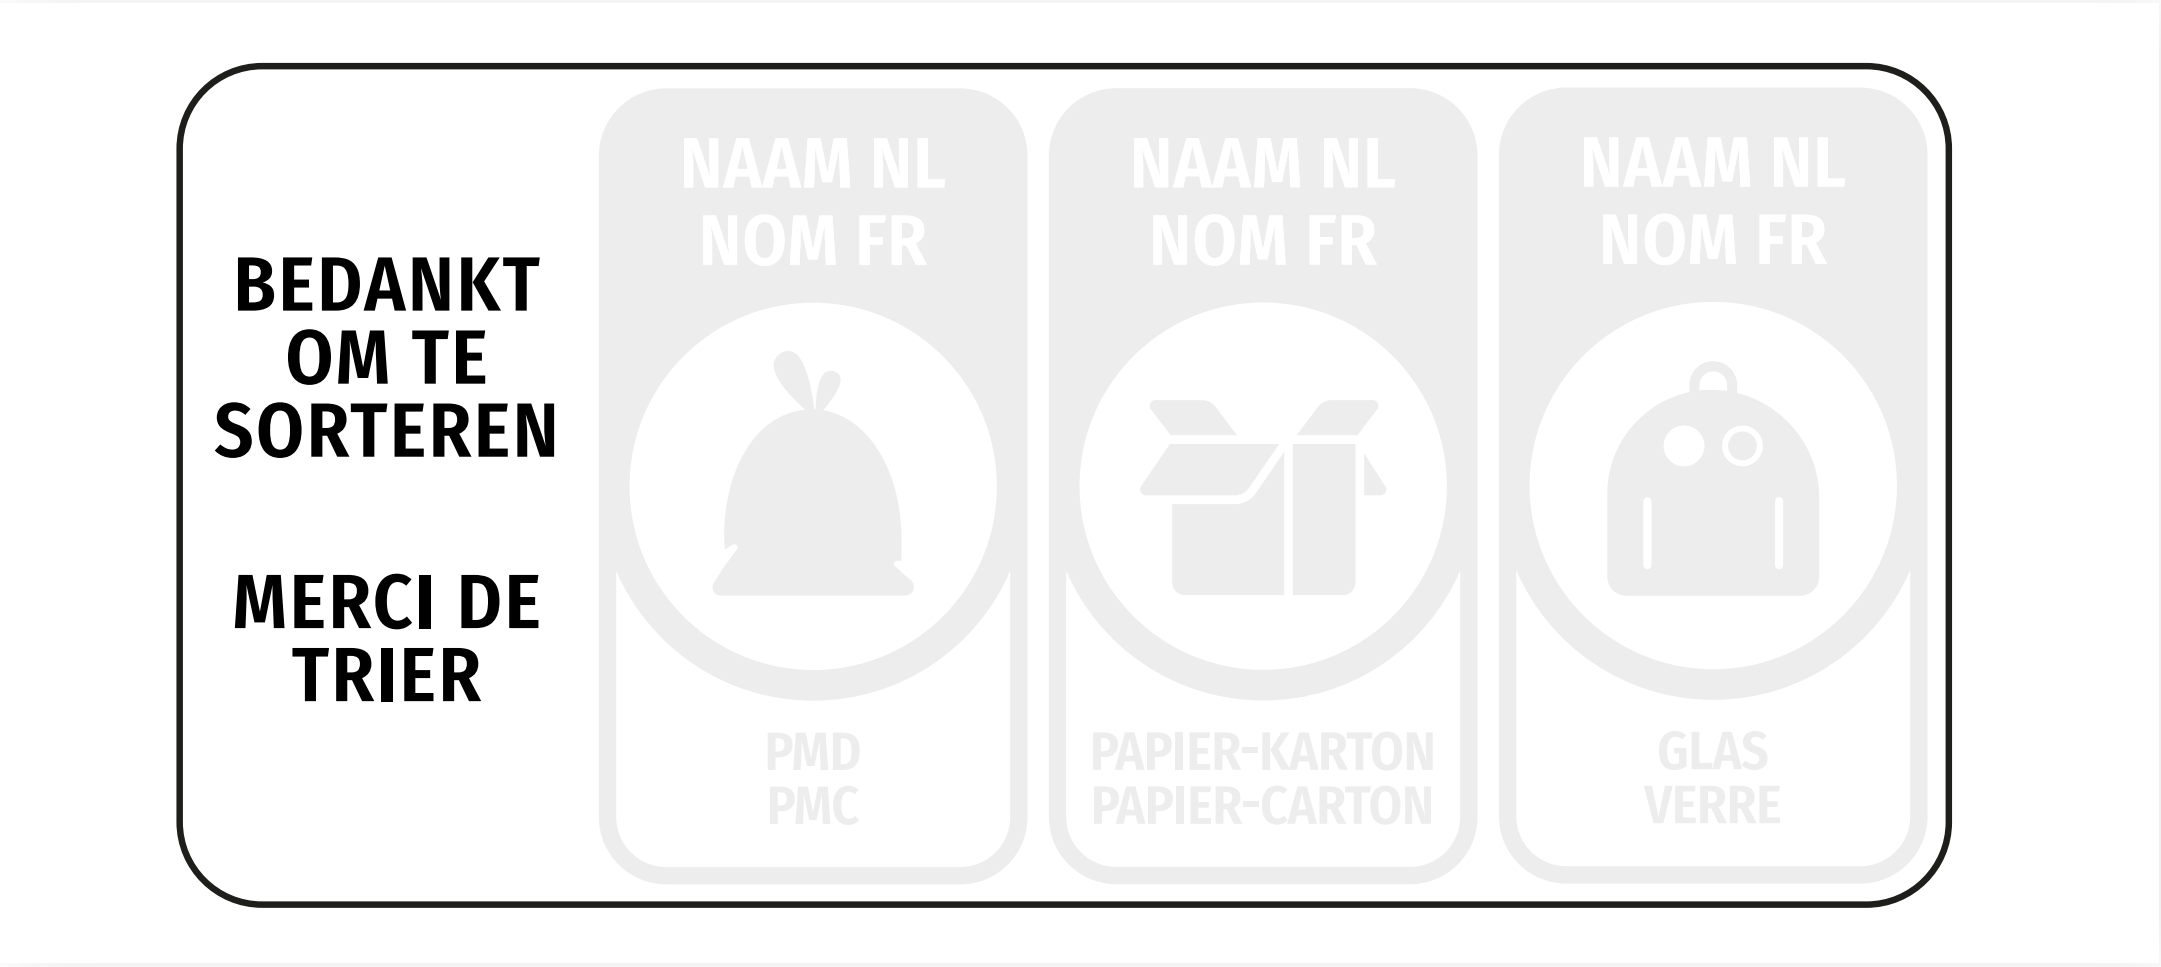 BEDANKT
OM TE
SORTEREN
MERCI DE
TRIER
NAAM NL
NOM FR
PMD
PMC
NAAM NL
NOM FR
PAPIER-KARTON
PAPIER-CARTON
NAAM NL
NOM FR
GLAS
VERRE